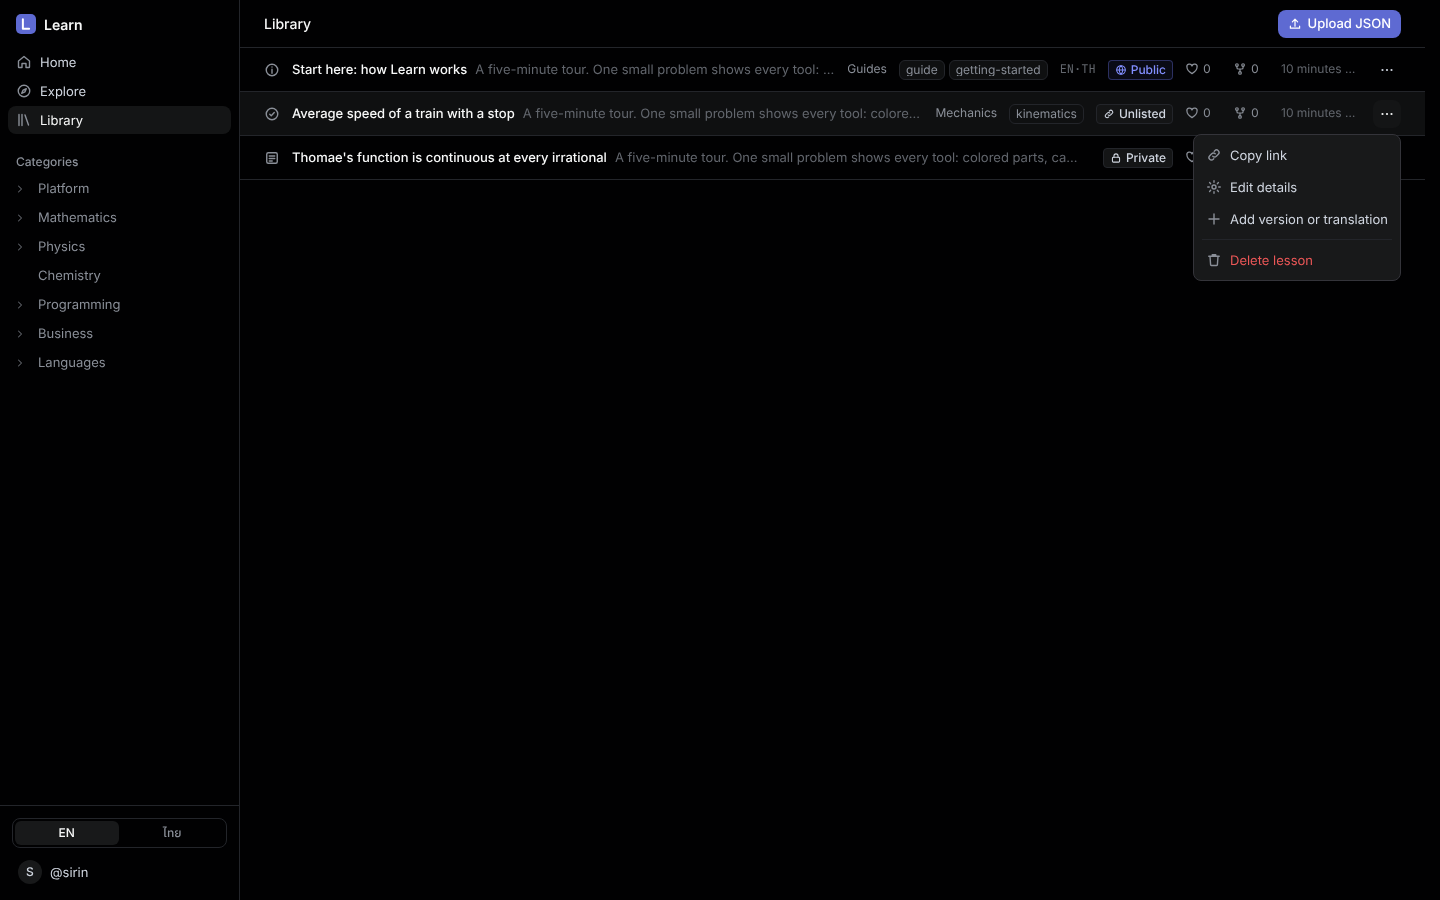 L Learn
Home
Explore
Library
Categories
Platform
Mathematics
Physics
Chemistry
Programming
Business
Languages
EN ไทย
S @sirin
Library Upload JSON
Start here: how Learn works A five-minute tour. One small problem shows every tool: ... Guides guide getting-started EN·TH Public 0 0 10 minutes ...
Average speed of a train with a stop A five-minute tour. One small problem shows every tool: colore... Mechanics kinematics Unlisted 0 0 10 minutes ...
Thomae's function is continuous at every irrational A five-minute tour. One small problem shows every tool: colored parts, ca... Private
Copy link
Edit details
Add version or translation
Delete lesson